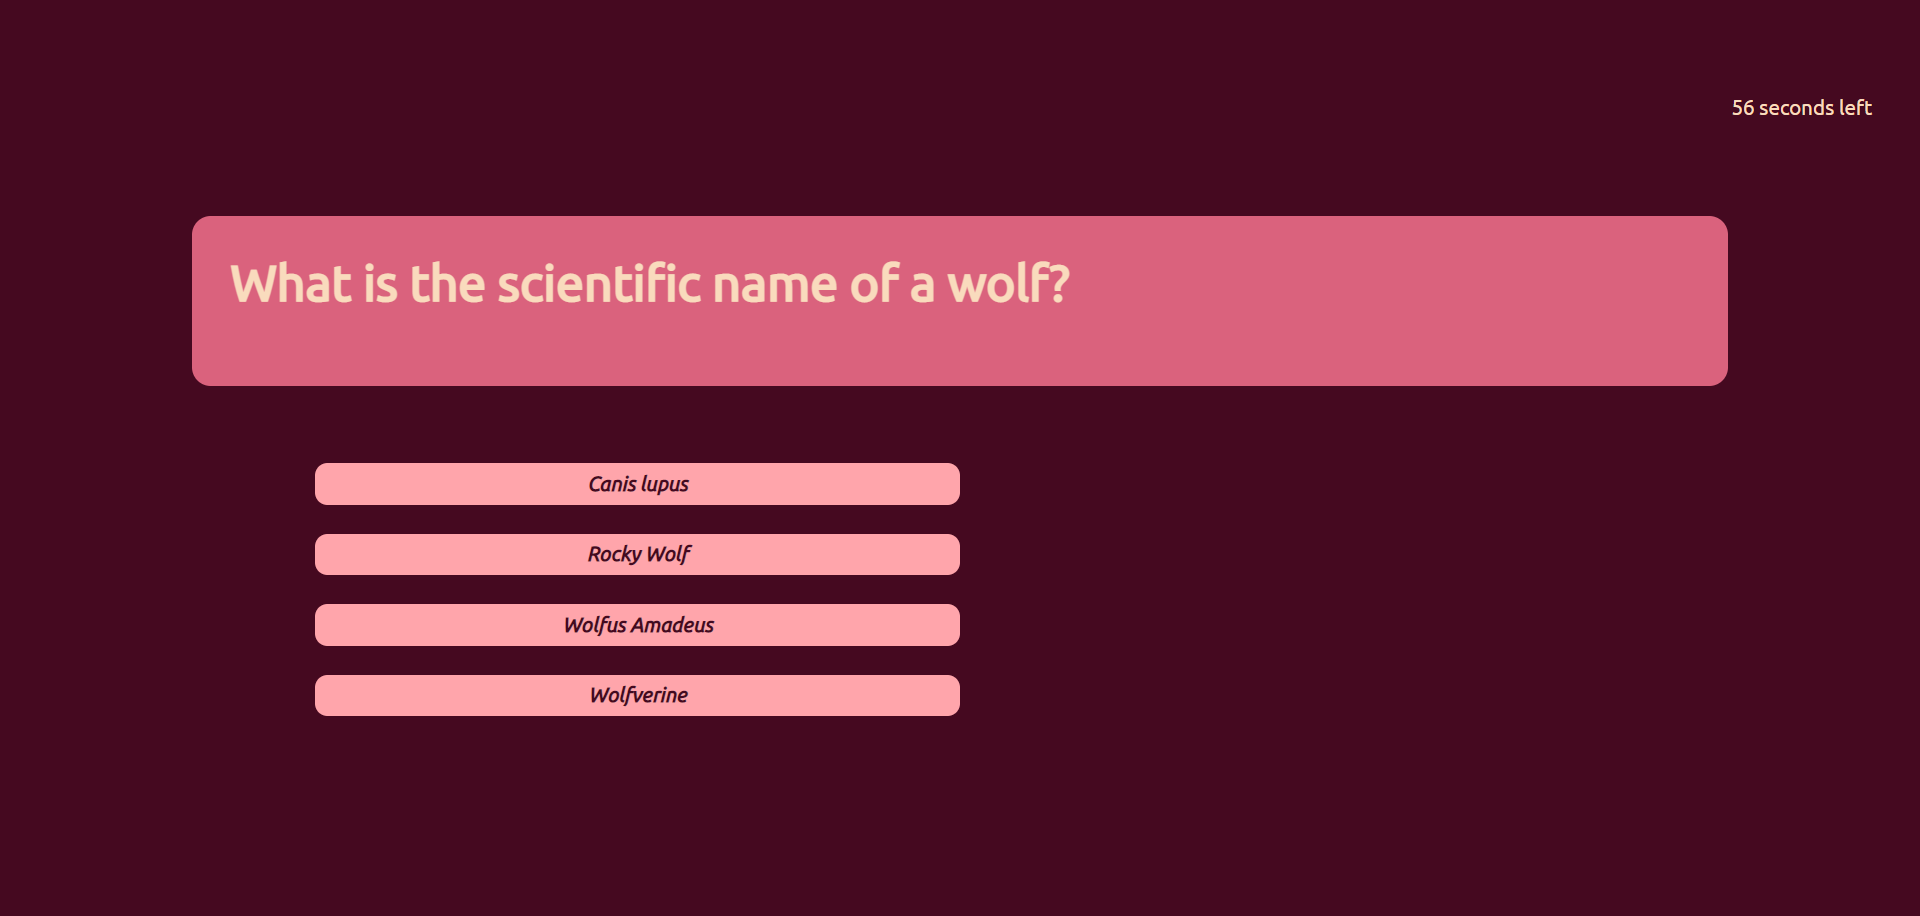 56 seconds left
What is the scientific name of a wolf?
Canis lupus
Rocky Wolf
Wolfus Amadeus
Wolfverine